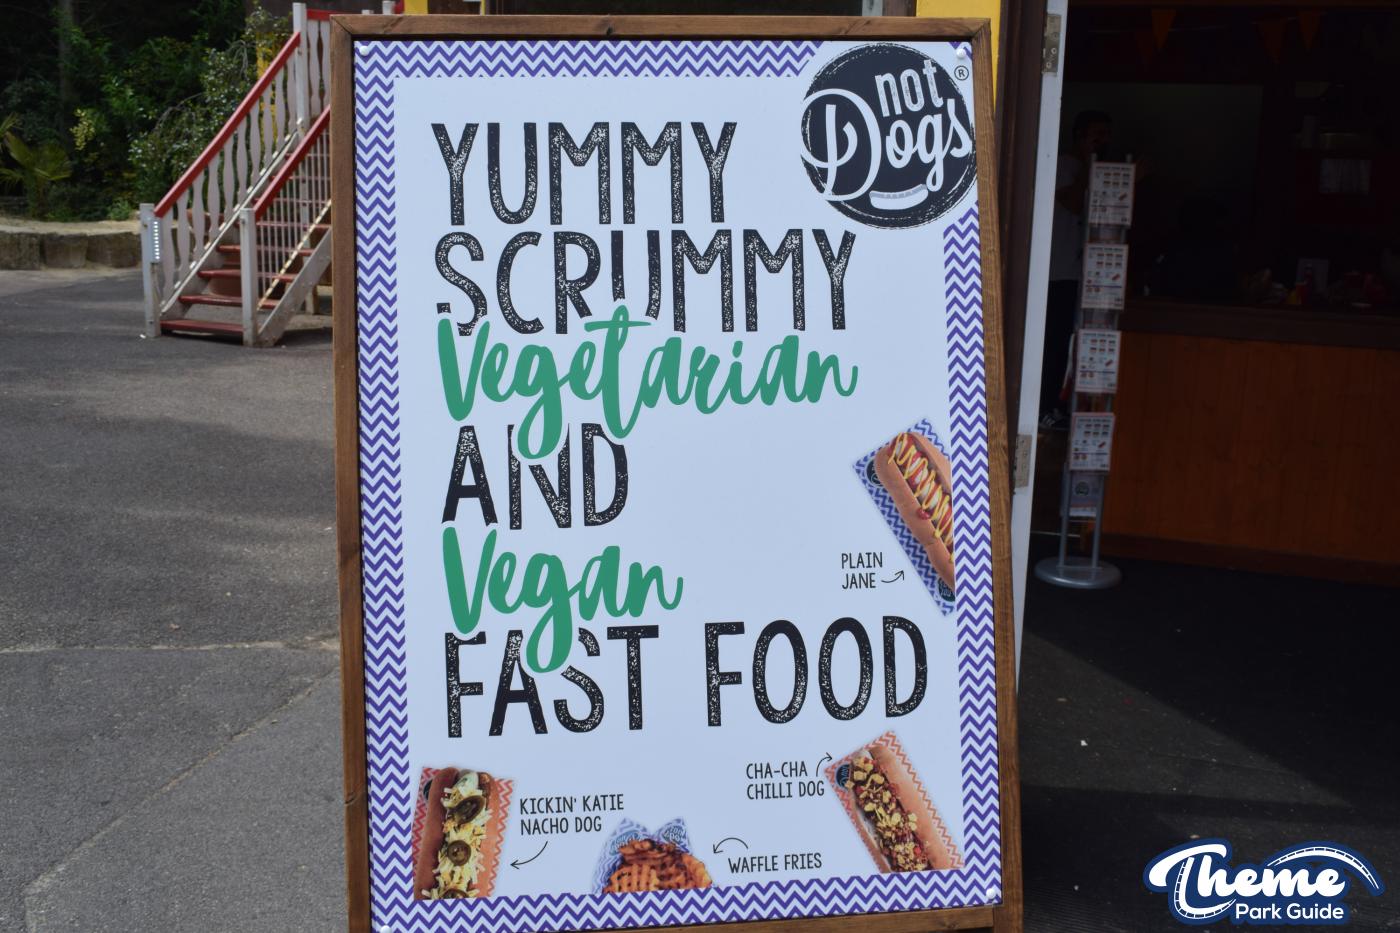 not
Dogs
®
YUMMY
SCRUMMY
Vegetarian
AND
Vegan
FAST FOOD
PLAIN
JANE
CHA-CHA
CHILLI DOG
KICKIN' KATIE
NACHO DOG
WAFFLE FRIES
Theme
Park Guide